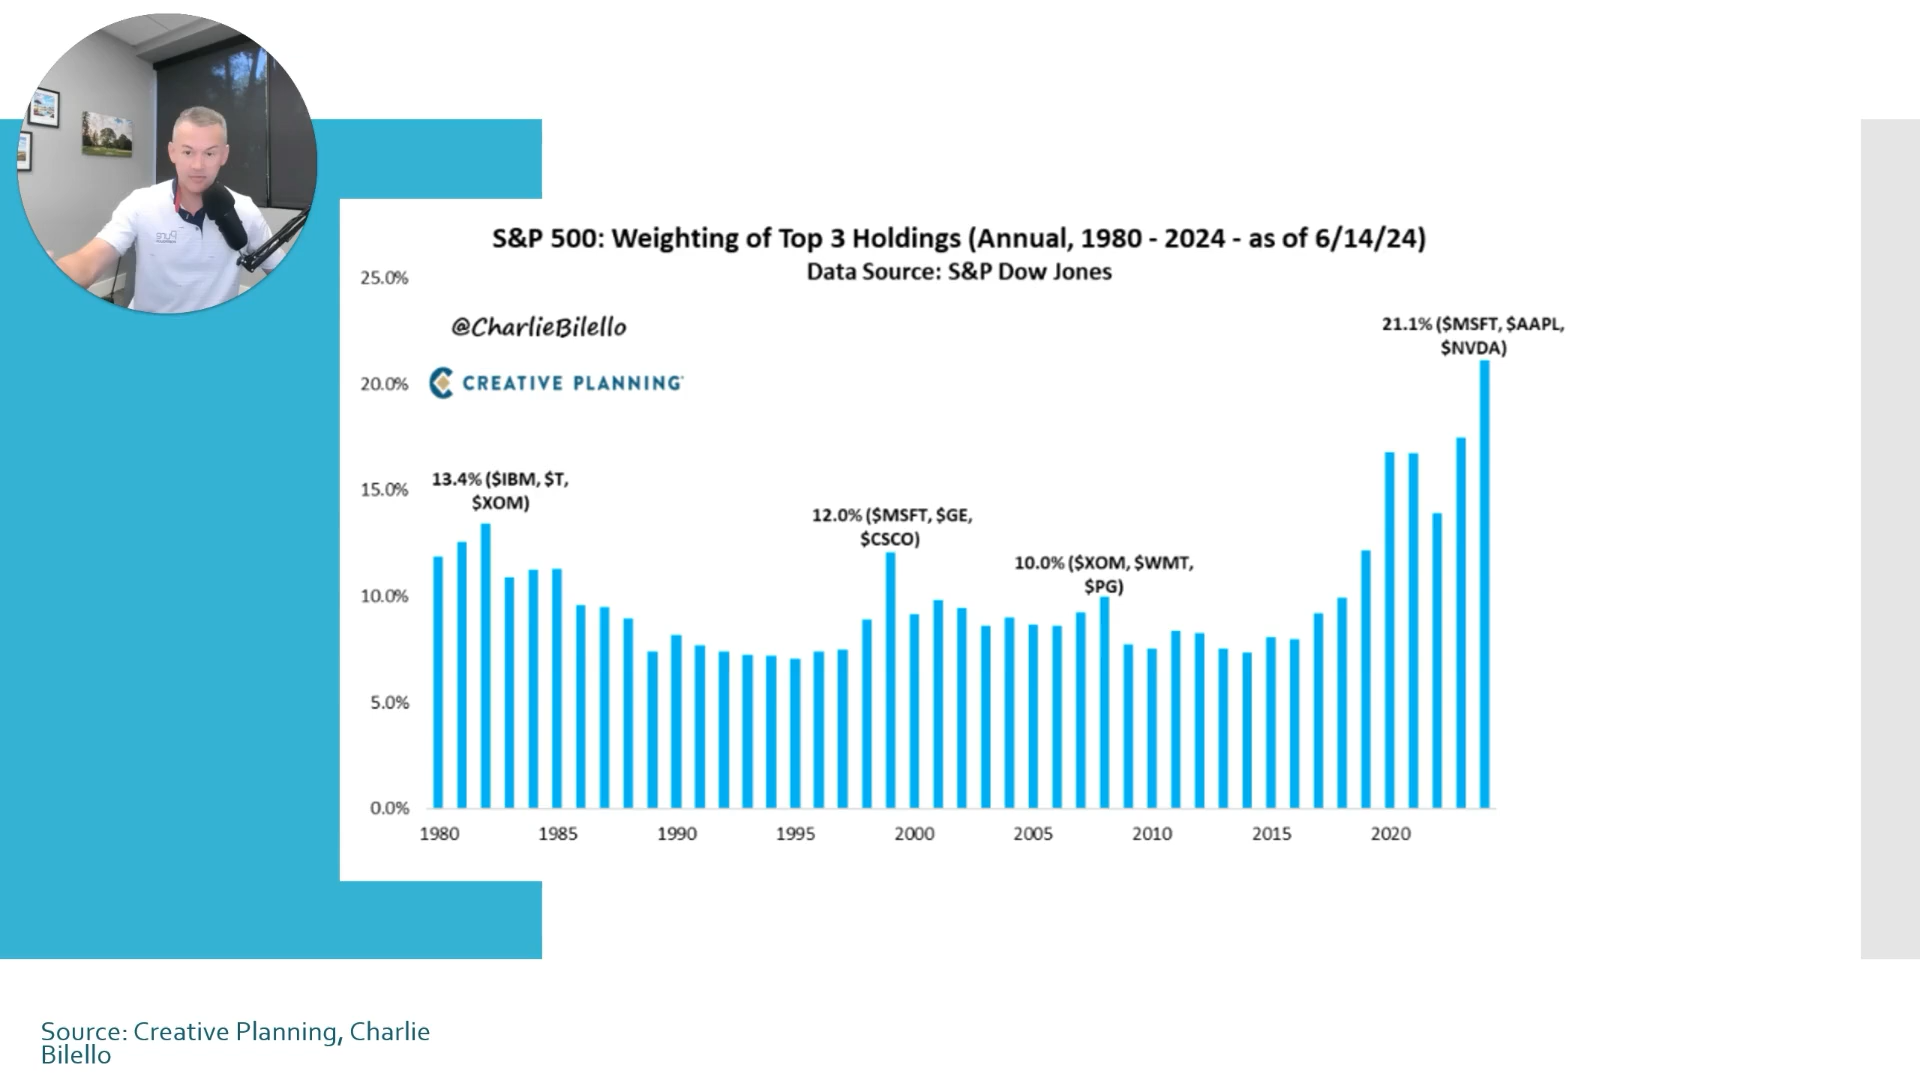 S&P 500: Weighting of Top 3 Holdings (Annual, 1980 - 2024 - as of 6/14/24)
Data Source: S&P Dow Jones
25.0%
@CharlieBilello
21.1% ($MSFT, $AAPL,
$NVDA)
20.0%
CREATIVE PLANNING
13.4% ($IBM, $T,
$XOM)
15.0%
12.0% ($MSFT, $GE,
$CSCO)
10.0% ($XOM, $WMT,
$PG)
10.0%
5.0%
0.0%
1980 1985 1990 1995 2000 2005 2010 2015 2020
Source: Creative Planning, Charlie
Bilello